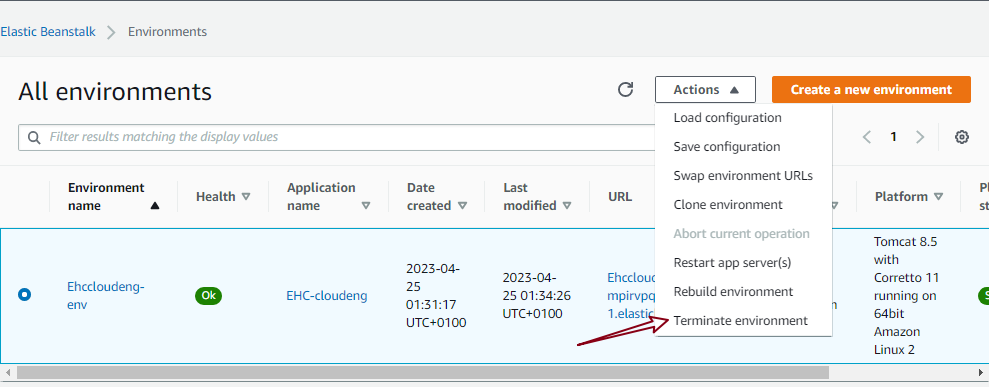 Elastic Beanstalk > Environments
All environments
Actions ▲
Create a new environment
Filter results matching the display values
Load configuration
Save configuration
Swap environment URLs
Clone environment
Abort current operation
Restart app server(s)
Rebuild environment
Terminate environment
< 1 >
Environment
name
Health
Application
name
Date
created
Last
modified
URL
Platform
Ehccloudeng-
env
Ok
EHC-cloudeng
2023-04-
25
01:31:17
UTC+0100
2023-04-
25 01:34:26
UTC+0100
Ehccloud
mpirvpq
1.elastic
Tomcat 8.5
with
Corretto 11
running on
64bit
Amazon
Linux 2